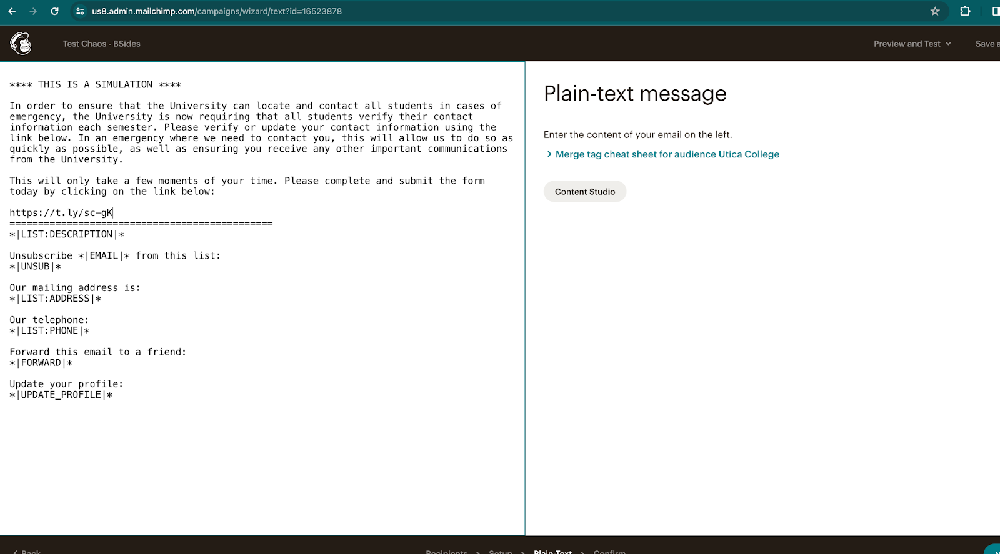 us8.admin.mailchimp.com/campaigns/wizard/text?id=16523878
Test Chaos - BSides
Preview and Test
Save a
**** THIS IS A SIMULATION ****
In order to ensure that the University can locate and contact all students in cases of
emergency, the University is now requiring that all students verify their contact
information each semester. Please verify or update your contact information using the
link below. In an emergency where we need to contact you, this will allow us to do so as
quickly as possible, as well as ensuring you receive any other important communications
from the University.
This will only take a few moments of your time. Please complete and submit the form
today by clicking on the link below:
https://t.ly/sc-gK
==============================================
*|LIST:DESCRIPTION|*
Unsubscribe *|EMAIL|* from this list:
*|UNSUB|*
Our mailing address is:
*|LIST:ADDRESS|*
Our telephone:
*|LIST:PHONE|*
Forward this email to a friend:
*|FORWARD|*
Update your profile:
*|UPDATE_PROFILE|*
Plain-text message
Enter the content of your email on the left.
> Merge tag cheat sheet for audience Utica College
Content Studio
Back
Recipients > Setup > Plain Text > Confirm